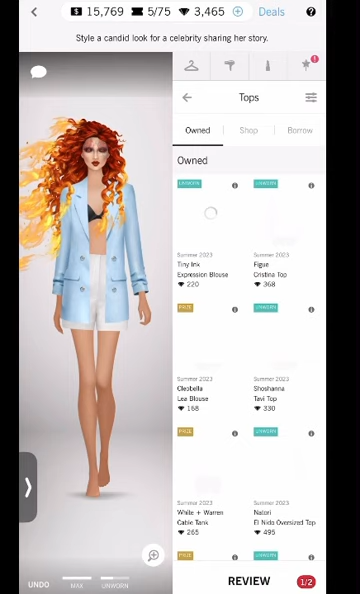 $ 15,769 5/75 3,465 + Deals ?
Style a candid look for a celebrity sharing her story.
!
Tops
Owned Shop Borrow
Owned
UNWORN
UNWORN
Summer 2023
Tiny Ink
Expression Blouse
220
Summer 2023
Figue
Cristina Top
368
PRIZE
UNWORN
Summer 2023
Cleobella
Lea Blouse
168
Summer 2023
Shoshanna
Tavi Top
330
PRIZE
UNWORN
Summer 2023
White + Warren
Cable Tank
265
Summer 2023
Natori
El Nido Oversized Top
495
PRIZE
UNWORN
UNDO MAX UNWORN REVIEW 1/2